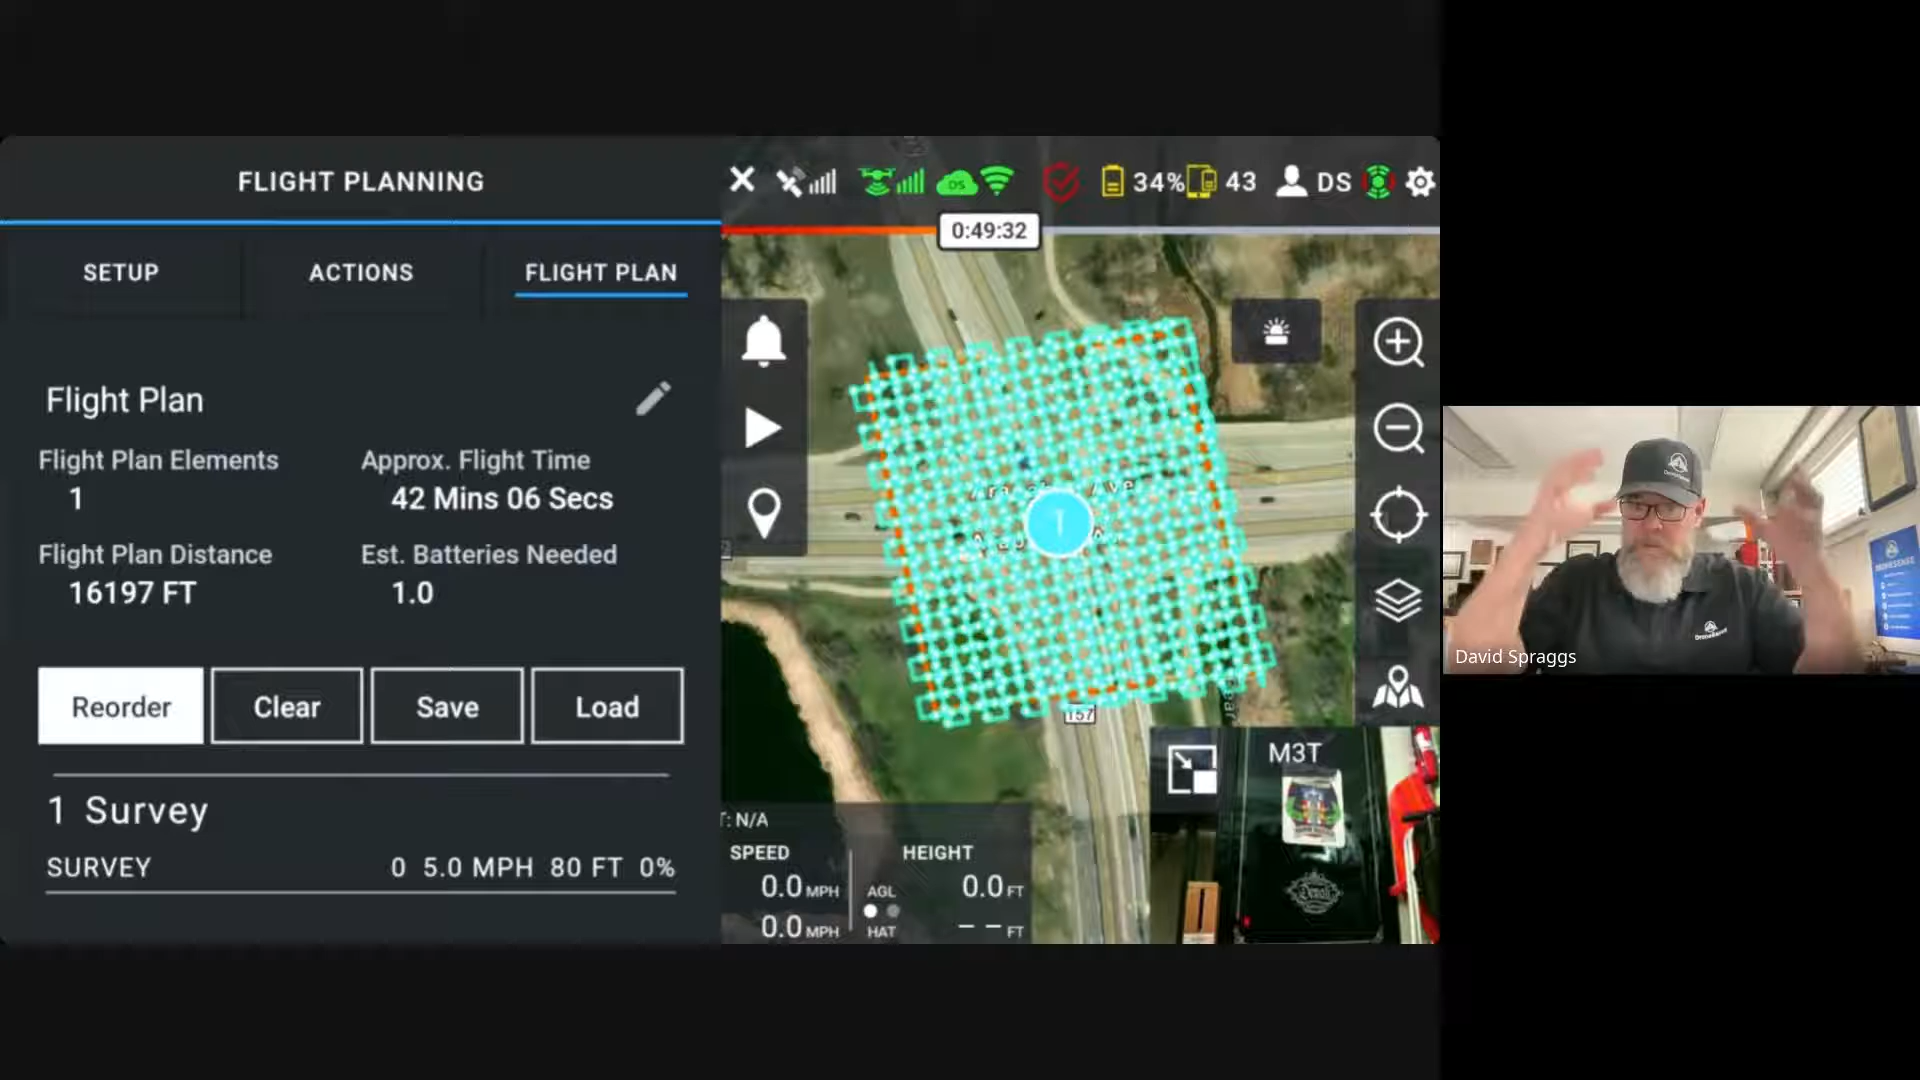 FLIGHT PLANNING
SETUP
ACTIONS
FLIGHT PLAN
Flight Plan
Flight Plan Elements
1
Approx. Flight Time
42 Mins 06 Secs
Flight Plan Distance
16197 FT
Est. Batteries Needed
1.0
Reorder
Clear
Save
Load
1 Survey
SURVEY 0 5.0 MPH 80 FT 0%
DS
34%
43
DS
0:49:32
1
157
M3T
T: N/A
SPEED
HEIGHT
0.0 MPH
AGL
0.0 FT
0.0 MPH
HAT
– – FT
David Spraggs
DRONESENSE